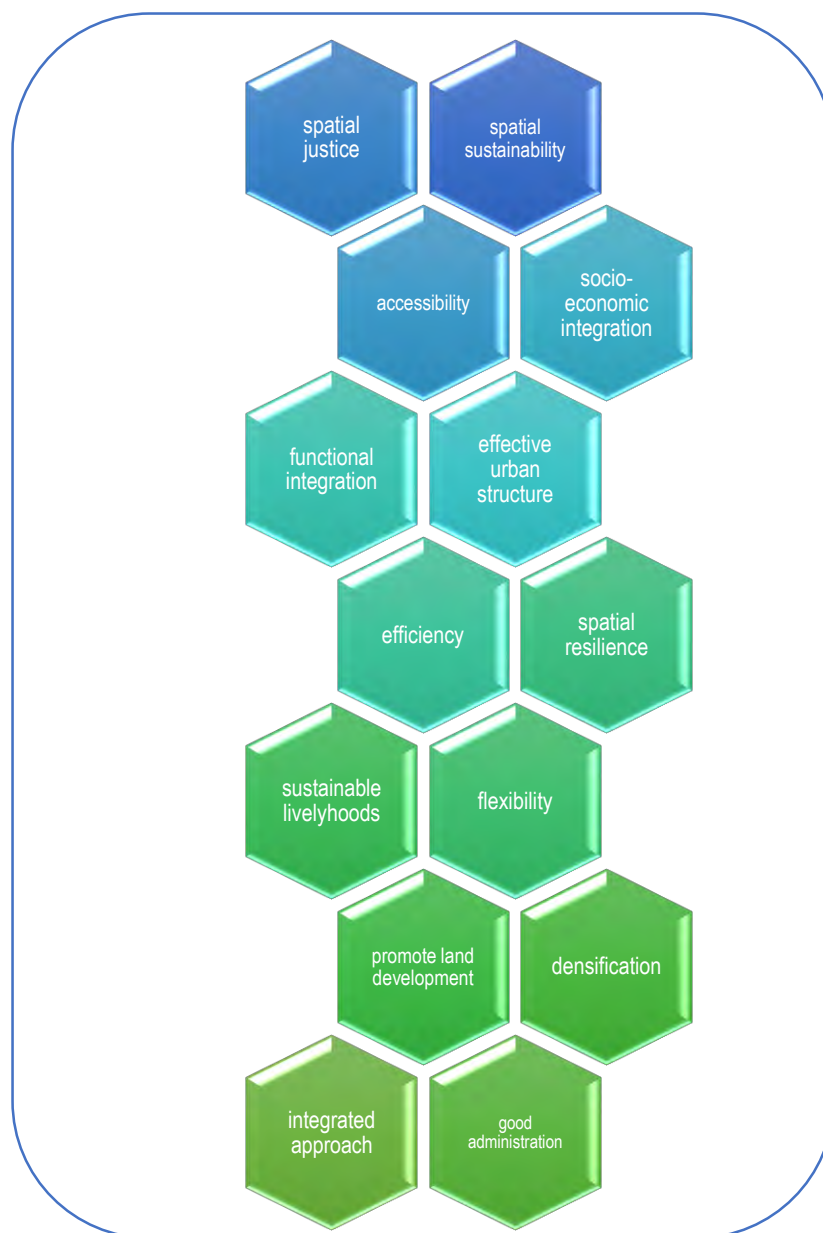 spatial
justice
spatial
sustainability
accessibility
socio-
economic
integration
functional
integration
effective
urban
structure
efficiency
spatial
resilience
sustainable
livelyhoods
flexibility
promote land
development
densification
integrated
approach
good
administration